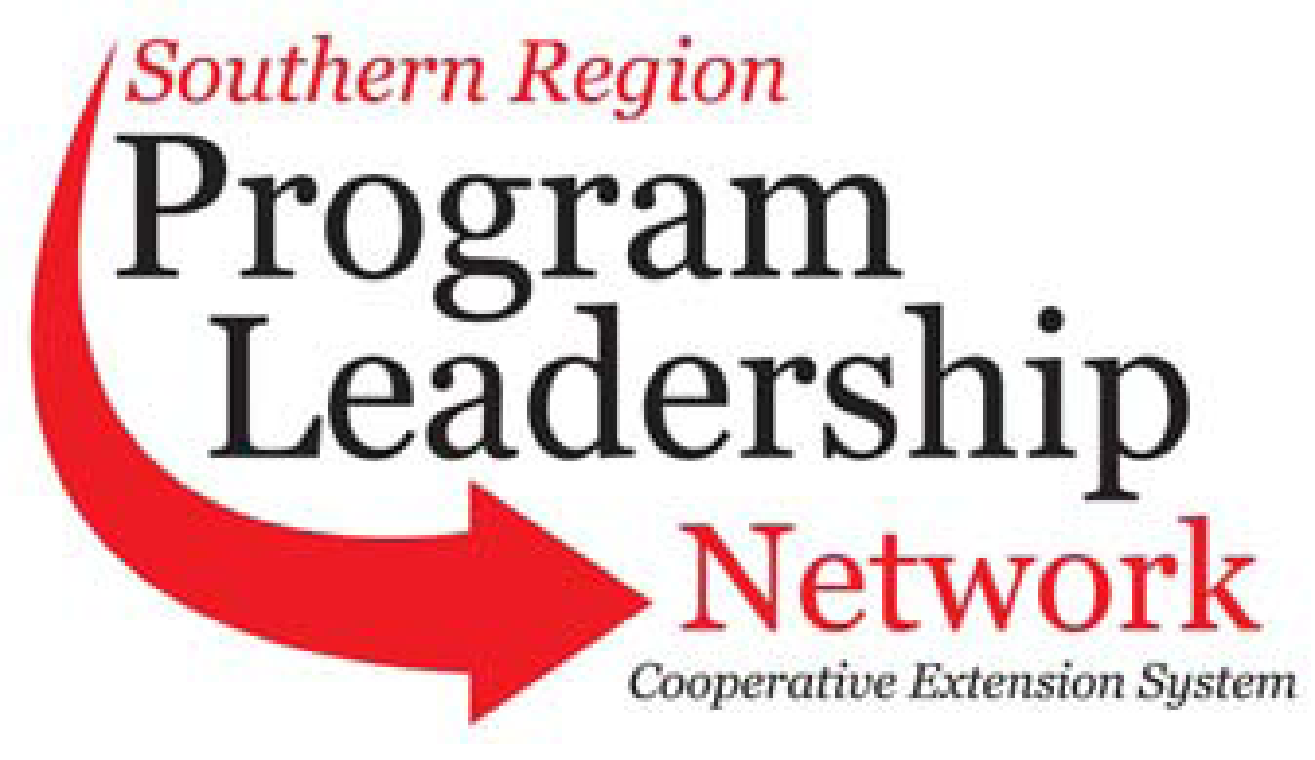 Southern Region
Program
Leadership
Network
Cooperative Extension System